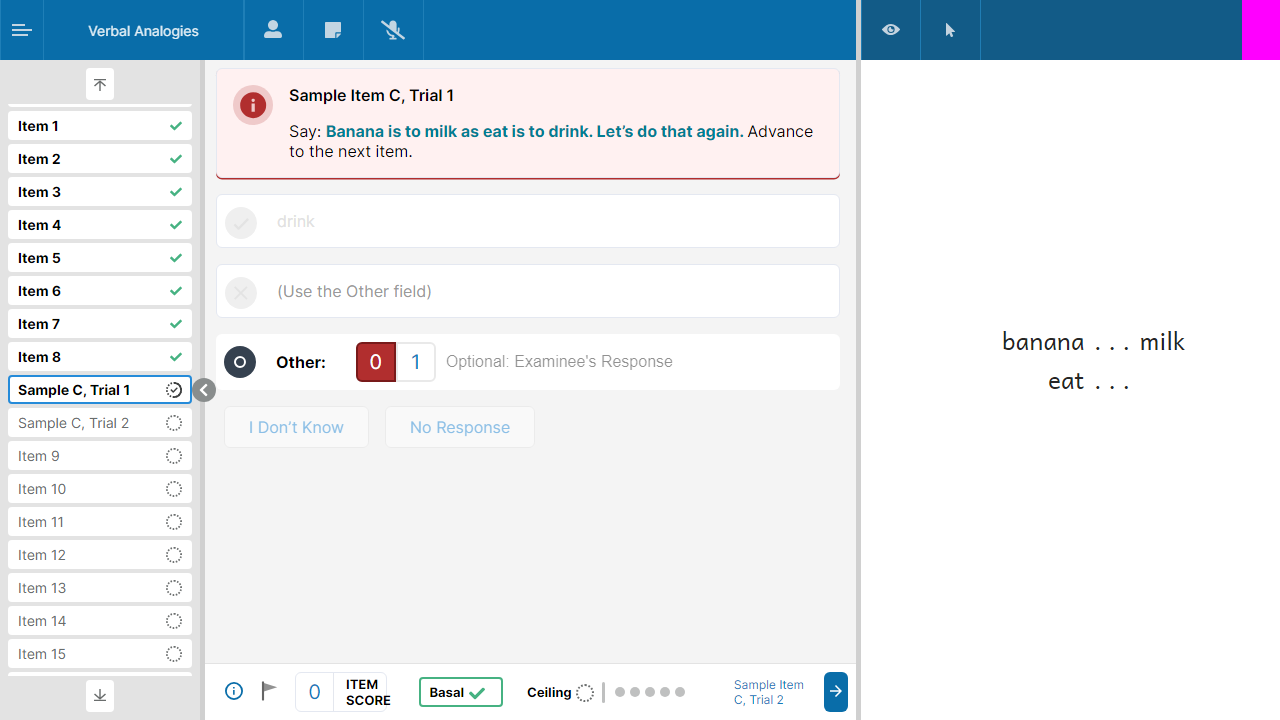 Verbal Analogies
Item 1
Item 2
Item 3
Item 4
Item 5
Item 6
Item 7
Item 8
Sample C, Trial 1
Sample C, Trial 2
Item 9
Item 10
Item 11
Item 12
Item 13
Item 14
Item 15
Sample Item C, Trial 1
Say: Banana is to milk as eat is to drink. Let’s do that again. Advance
to the next item.
drink
(Use the Other field)
Other: 0 1 Optional: Examinee's Response
I Don’t Know No Response
0 ITEM
SCORE
Basal
Ceiling
Sample Item
C, Trial 2
banana . . . milk
eat . . .